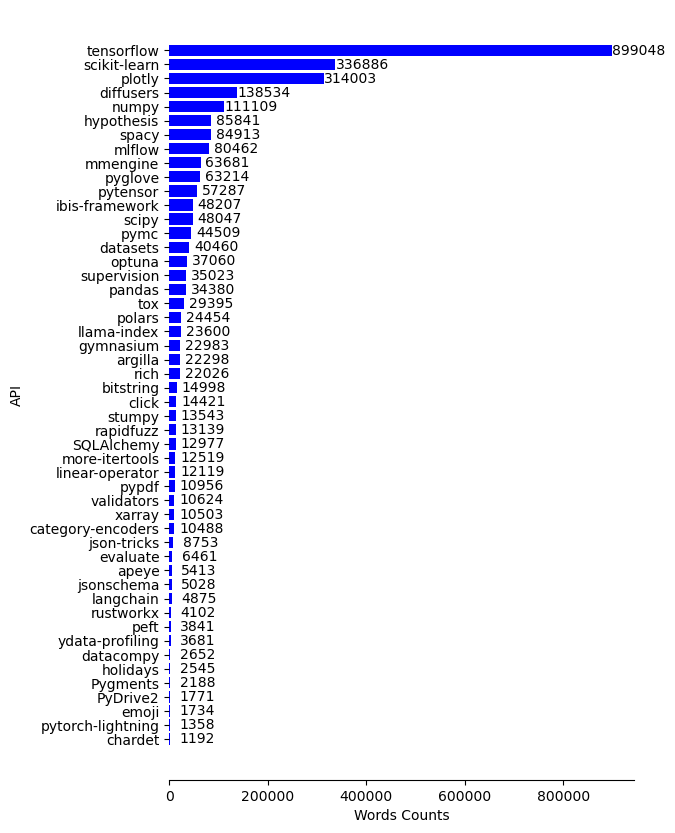 tensorflow 899048
scikit-learn 336886
plotly 314003
diffusers 138534
numpy 111109
hypothesis 85841
spacy 84913
mlflow 80462
mmengine 63681
pyglove 63214
pytensor 57287
ibis-framework 48207
scipy 48047
pymc 44509
datasets 40460
optuna 37060
supervision 35023
pandas 34380
tox 29395
polars 24454
llama-index 23600
gymnasium 22983
argilla 22298
rich 22026
bitstring 14998
click 14421
stumpy 13543
rapidfuzz 13139
SQLAlchemy 12977
more-itertools 12519
linear-operator 12119
pypdf 10956
validators 10624
xarray 10503
category-encoders 10488
json-tricks 8753
evaluate 6461
apeye 5413
jsonschema 5028
langchain 4875
rustworkx 4102
peft 3841
ydata-profiling 3681
datacompy 2652
holidays 2545
Pygments 2188
PyDrive2 1771
emoji 1734
pytorch-lightning 1358
chardet 1192
API
0 200000 400000 600000 800000
Words Counts